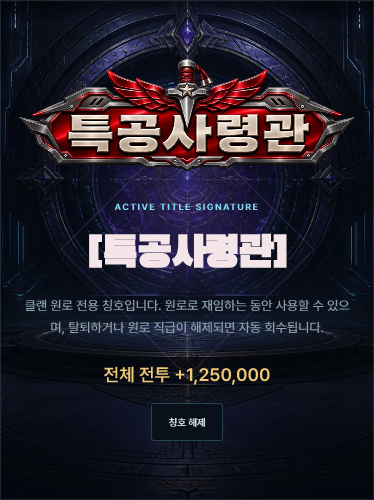 특공사령관
ACTIVE TITLE SIGNATURE
[특공사령관]
클랜 원로 전용 칭호입니다. 원로로 재임하는 동안 사용할 수 있으
며, 탈퇴하거나 원로 직급이 해제되면 자동 회수됩니다.
전체 전투 +1,250,000
칭호 해제